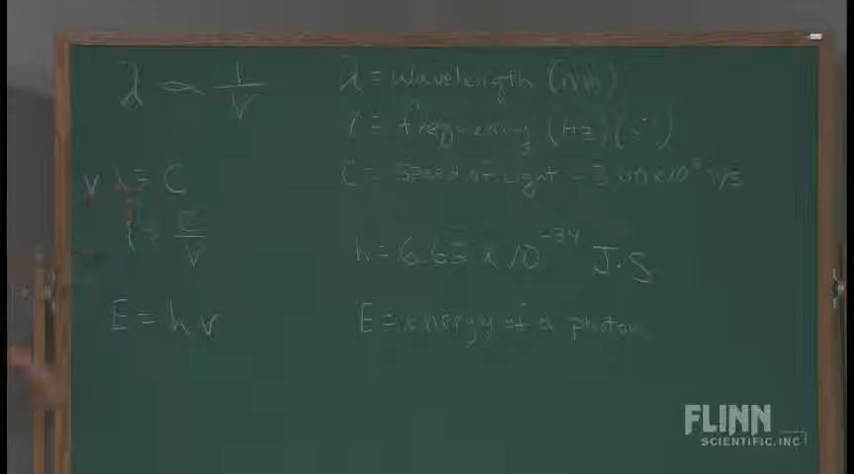 λ ∝ 1/ν
λ = wavelength (nm)
ν = frequency (Hz) (s⁻¹)
ν λ = C
C = Speed of Light = 3.00 x 10⁸ m/s
λ = C/ν
h = 6.62 x 10⁻³⁴ J·S
E = hν
E = energy of a photon
FLINN
SCIENTIFIC, INC